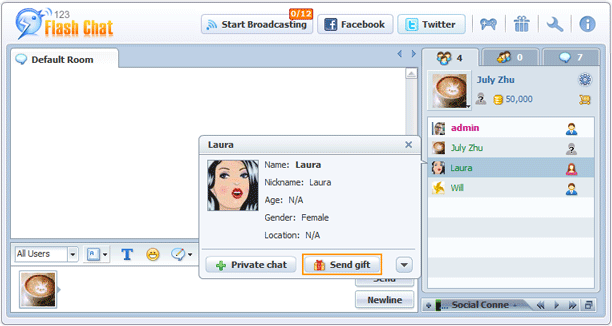 123
Flash Chat
Start Broadcasting
0/12
Facebook
Twitter
Default Room
4
0
7
July Zhu
50,000
admin
July Zhu
Laura
Will
Laura
Name: Laura
Nickname: Laura
Age: N/A
Gender: Female
Location: N/A
Private chat
Send gift
All Users
A
T
Send
Newline
Social Conne